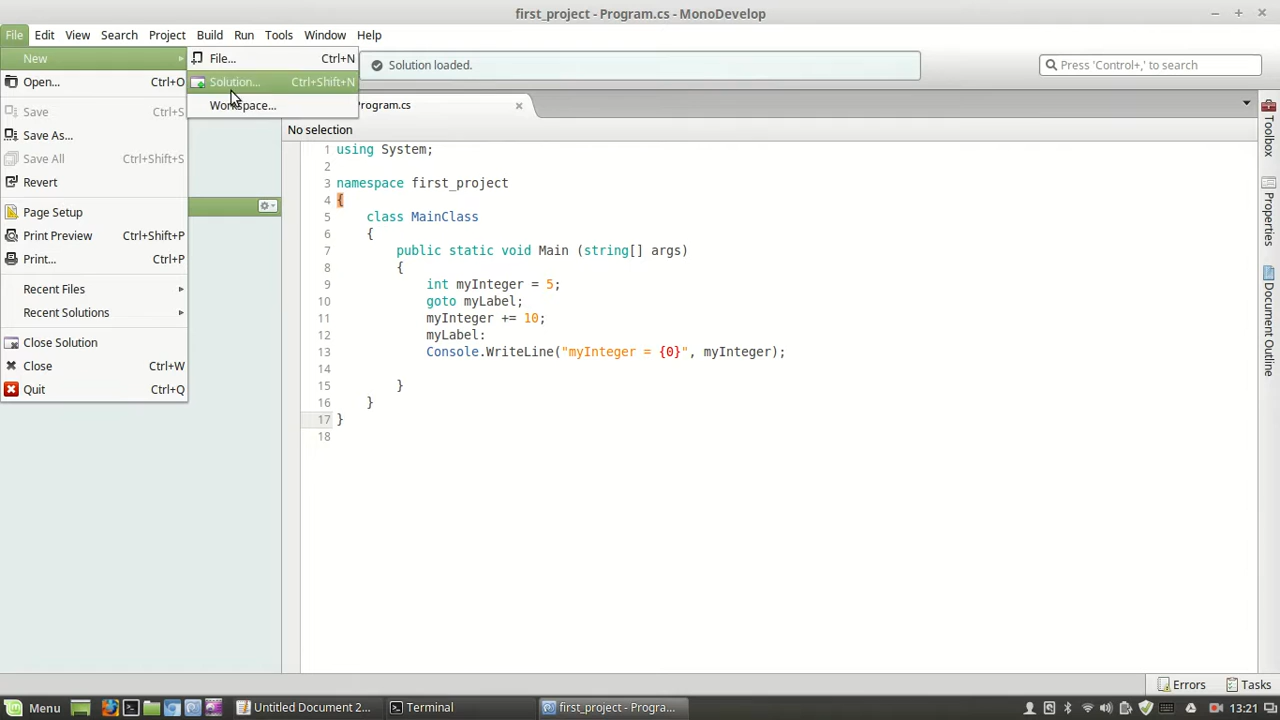 first_project - Program.cs - MonoDevelop
File Edit View Search Project Build Run Tools Window Help
New
Open... Ctrl+O
Save Ctrl+S
Save As...
Save All Ctrl+Shift+S
Revert
Page Setup
Print Preview Ctrl+Shift+P
Print... Ctrl+P
Recent Files
Recent Solutions
Close Solution
Close Ctrl+W
Quit Ctrl+Q
File... Ctrl+N
Solution... Ctrl+Shift+N
Workspace...
Solution loaded.
Press 'Control+,' to search
Program.cs
No selection
1 using System;
2
3 namespace first_project
4 {
5 class MainClass
6 {
7 public static void Main (string[] args)
8 {
9 int myInteger = 5;
10 goto myLabel;
11 myInteger += 10;
12 myLabel:
13 Console.WriteLine("myInteger = {0}", myInteger);
14
15 }
16 }
17 }
18
Toolbox
Properties
Document Outline
Errors Tasks
Menu Untitled Document 2... Terminal first_project - Progra... 13:21